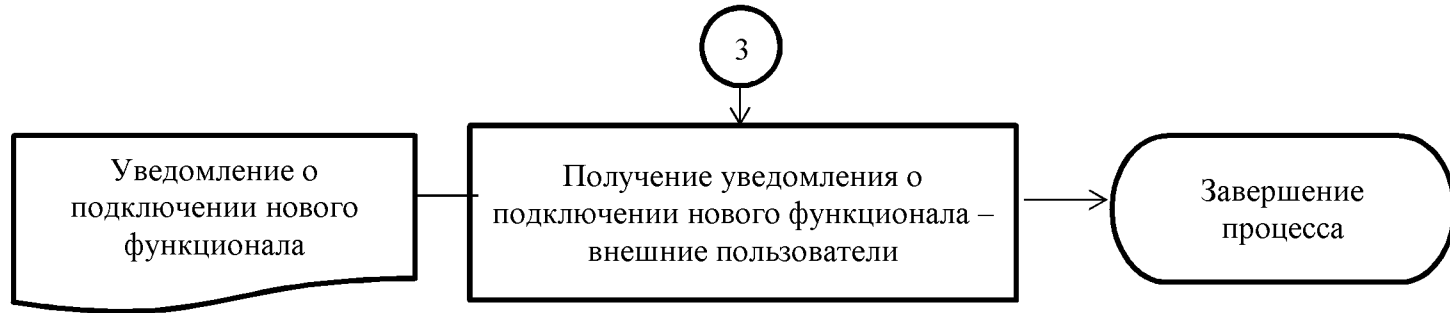 3
Уведомление о
подключении нового
функционала
Получение уведомления о
подключении нового функционала –
внешние пользователи
Завершение
процесса